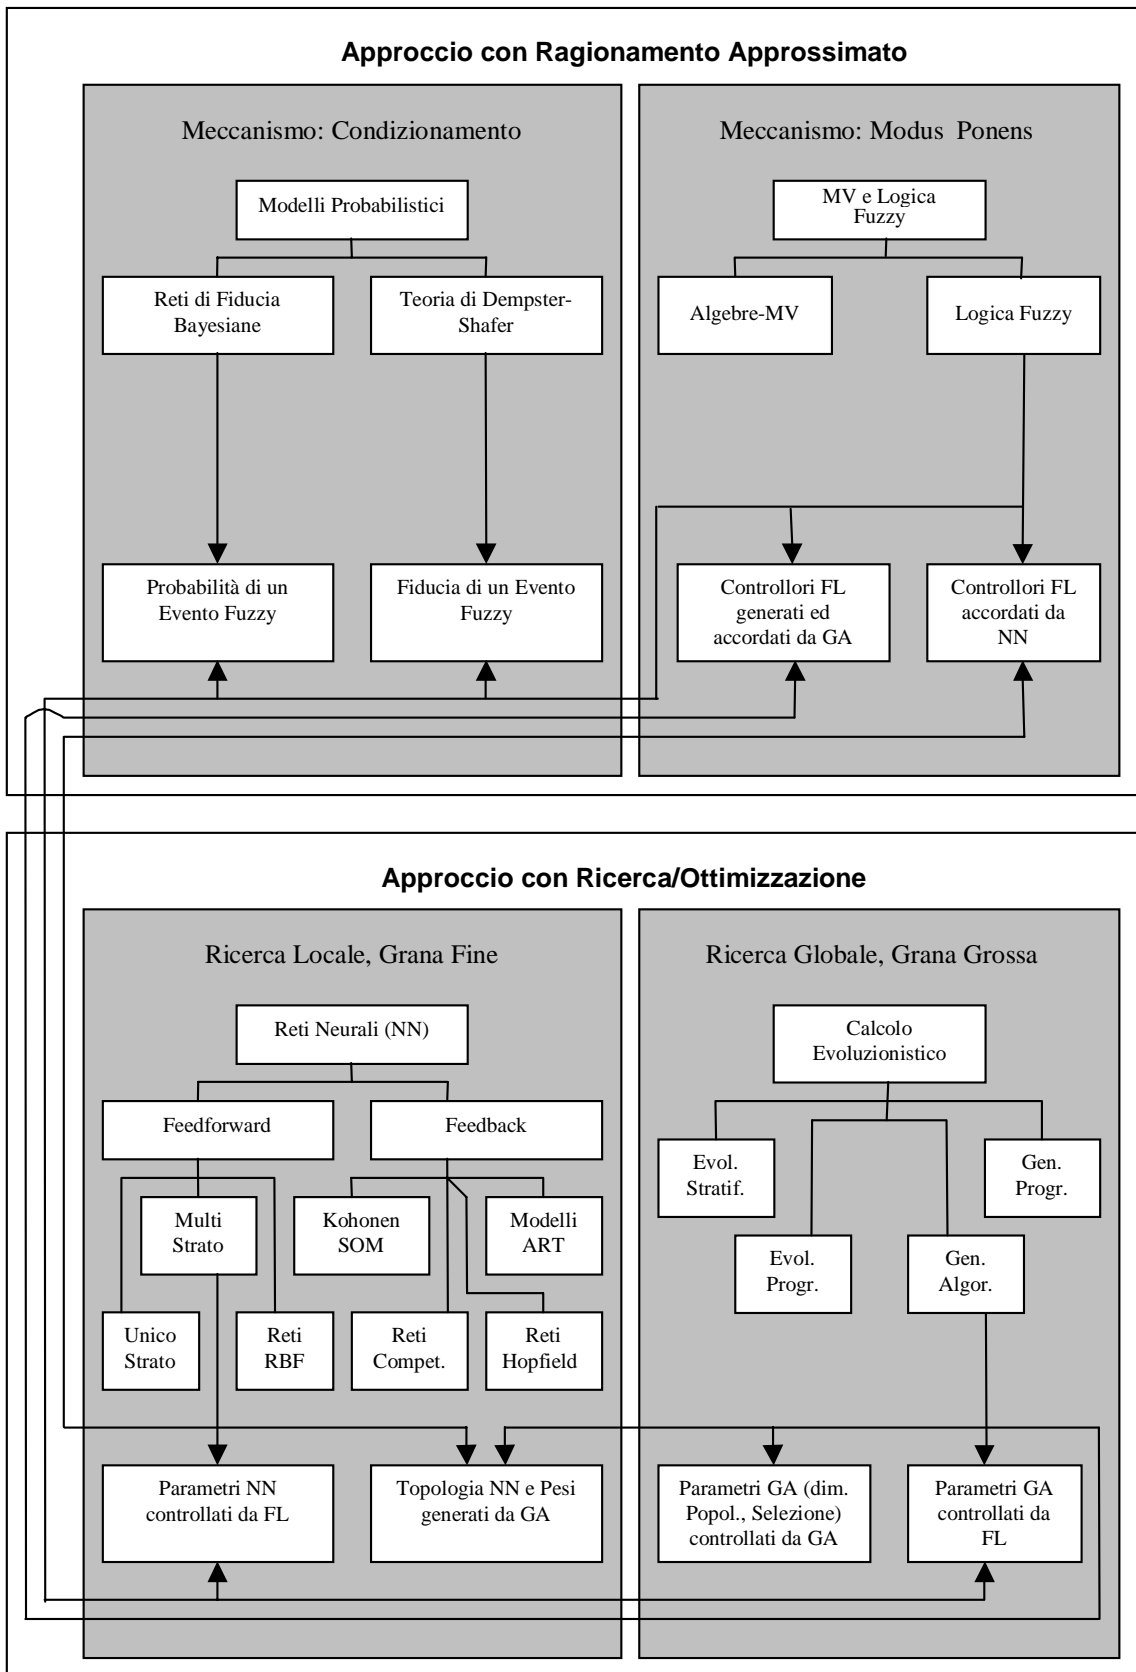 Approccio con Ragionamento Approssimato
Meccanismo: Condizionamento
Meccanismo: Modus Ponens
Modelli Probabilistici
MV e Logica
Fuzzy
Reti di Fiducia
Bayesiane
Teoria di Dempster-
Shafer
Algebre-MV
Logica Fuzzy
Probabilità di un
Evento Fuzzy
Fiducia di un Evento
Fuzzy
Controllori FL
generati ed
accordati da GA
Controllori FL
accordati da
NN
Approccio con Ricerca/Ottimizzazione
Ricerca Locale, Grana Fine
Ricerca Globale, Grana Grossa
Reti Neurali (NN)
Calcolo
Evoluzionistico
Feedforward
Feedback
Evol.
Stratif.
Gen.
Progr.
Multi
Strato
Kohonen
SOM
Modelli
ART
Evol.
Progr.
Gen.
Algor.
Unico
Strato
Reti
RBF
Reti
Compet.
Reti
Hopfield
Parametri NN
controllati da FL
Topologia NN e Pesi
generati da GA
Parametri GA (dim.
Popol., Selezione)
controllati da GA
Parametri GA
controllati da
FL